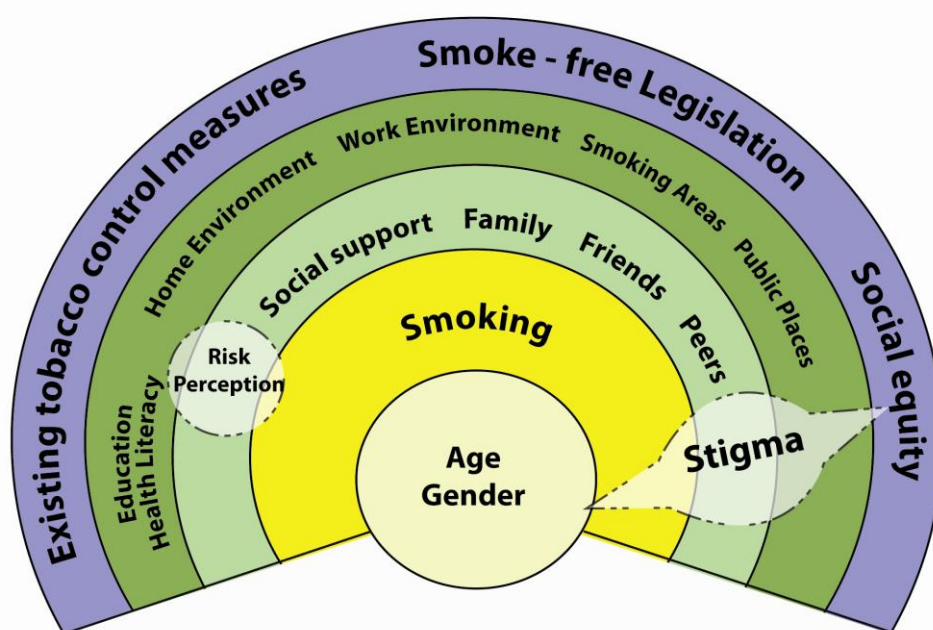 Existing tobacco control measures
Smoke - free Legislation
Social equity
Education
Health Literacy
Home Environment
Work Environment
Smoking Areas
Public Places
Social support
Family
Friends
Peers
Risk
Perception
Smoking
Stigma
Age
Gender